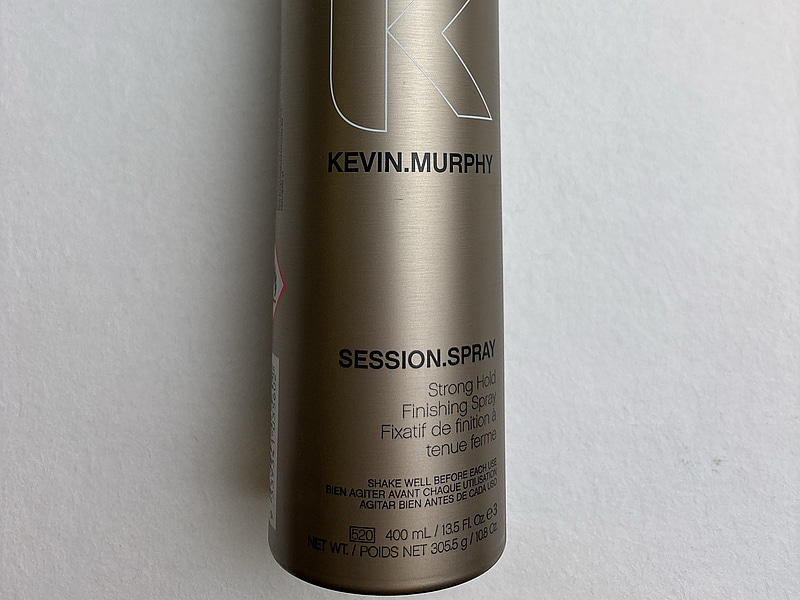 K
KEVIN.MURPHY
SESSION.SPRAY
Strong Hold
Finishing Spray
Fixatif de finition à
tenue ferme
SHAKE WELL BEFORE EACH USE
BIEN AGITER AVANT CHAQUE UTILISATION
AGITAR BIEN ANTES DE CADA USO
520 400 mL / 13.5 Fl. Oz. ℮ 3
NET WT. / POIDS NET 305.5 g / 10.8 Oz.